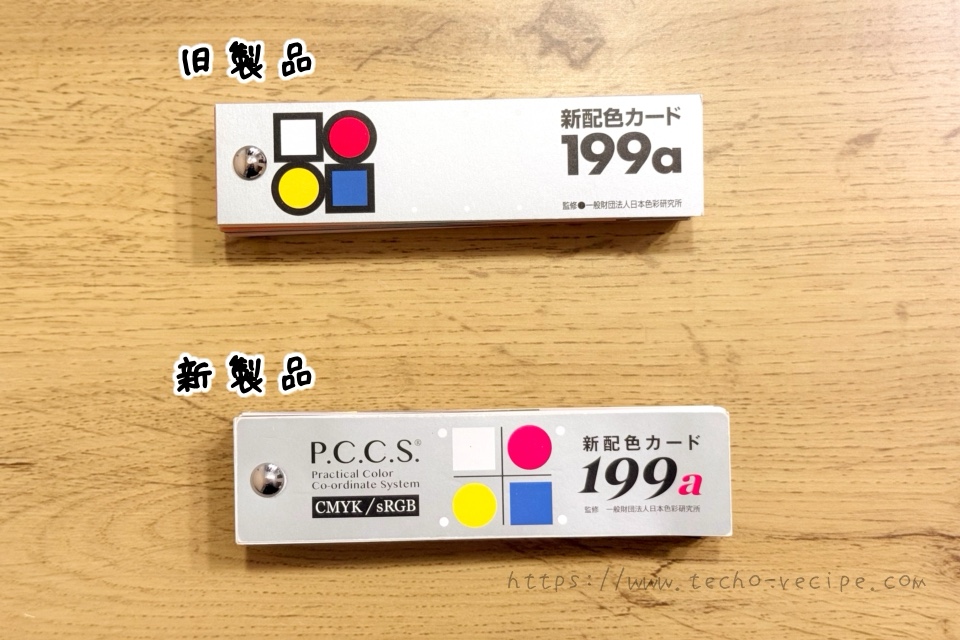 旧製品
新配色カード
199a
監修●一般財団法人日本色彩研究所
新製品
P.C.C.S.®
Practical Color
Co-ordinate System
CMYK/sRGB
新配色カード
199a
監修 一般財団法人日本色彩研究所
https://www.techo-recipe.com